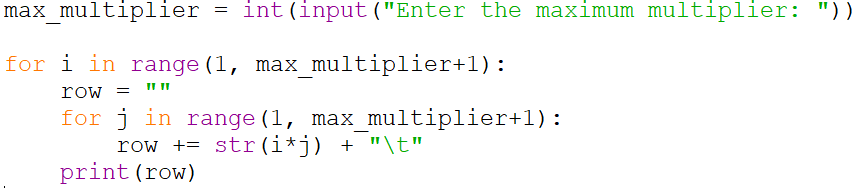 max_multiplier = int(input("Enter the maximum multiplier: "))
for i in range(1, max_multiplier+1):
    row = ""
    for j in range(1, max_multiplier+1):
        row += str(i*j) + "\t"
    print(row)